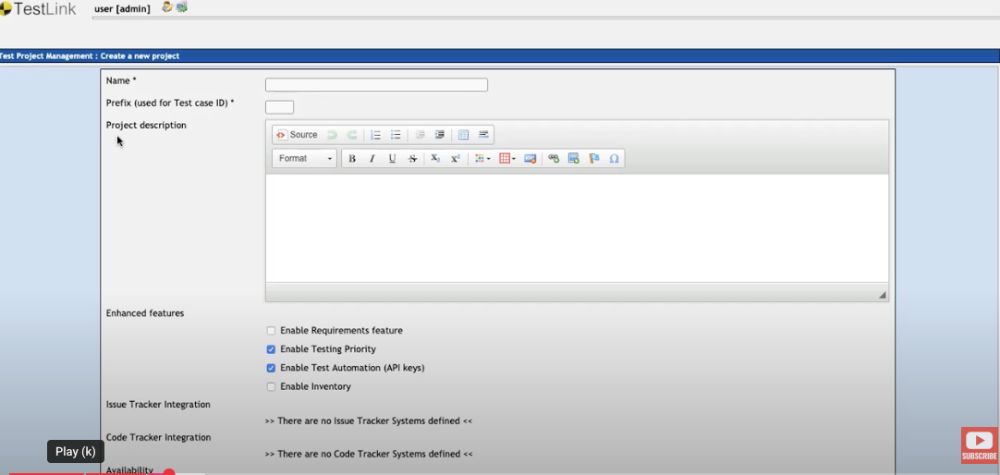 TestLink
user [admin]
Test Project Management : Create a new project
Name *
Prefix (used for Test case ID) *
Project description
Source
Format
B I U S X₂ X² Ω
Enhanced features
Enable Requirements feature
Enable Testing Priority
Enable Test Automation (API keys)
Enable Inventory
Issue Tracker Integration
>> There are no Issue Tracker Systems defined <<
Code Tracker Integration
>> There are no Code Tracker Systems defined <<
Play (k)
SUBSCRIBE
Availability